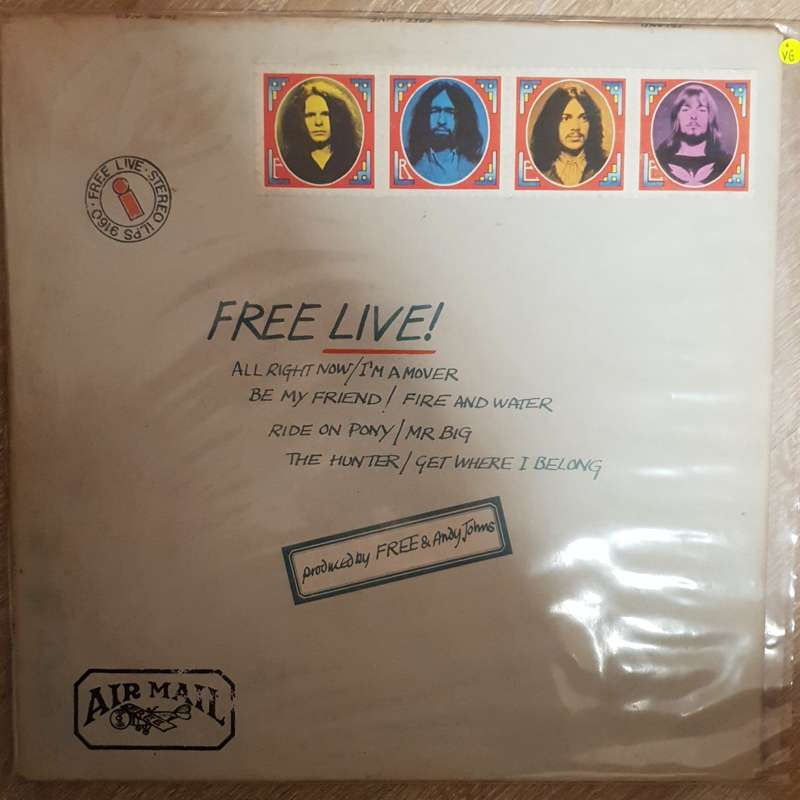 VG
F R E E
FREE LIVE · STEREO ILPS 9160 ·
i
FREE LIVE!
ALL RIGHT NOW/I'M A MOVER
BE MY FRIEND/ FIRE AND WATER
RIDE ON PONY/MR BIG
THE HUNTER/GET WHERE I BELONG
produced by FREE & Andy Johns
AIR MAIL